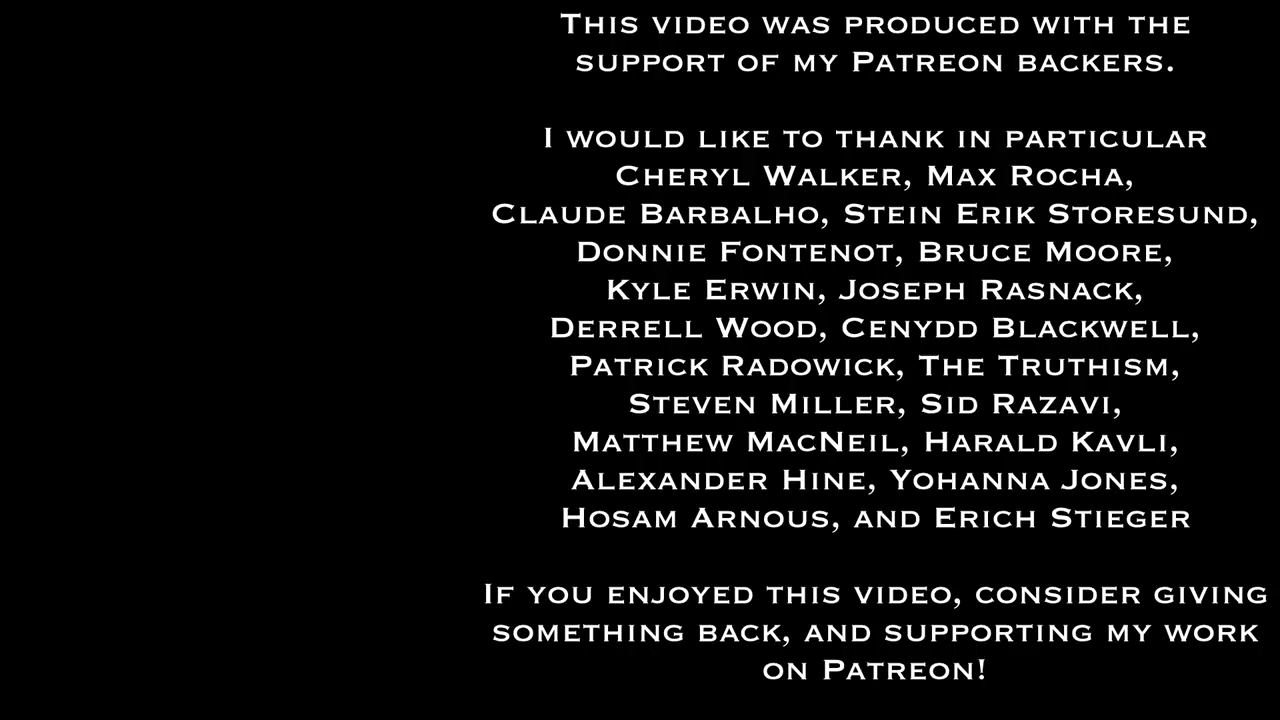 This video was produced with the
support of my Patreon backers.
I would like to thank in particular
Cheryl Walker, Max Rocha,
Claude Barbalho, Stein Erik Storesund,
Donnie Fontenot, Bruce Moore,
Kyle Erwin, Joseph Rasnack,
Derrell Wood, Cenydd Blackwell,
Patrick Radowick, The Truthism,
Steven Miller, Sid Razavi,
Matthew MacNeil, Harald Kavli,
Alexander Hine, Yohanna Jones,
Hosam Arnous, and Erich Stieger
If you enjoyed this video, consider giving
something back, and supporting my work
on Patreon!